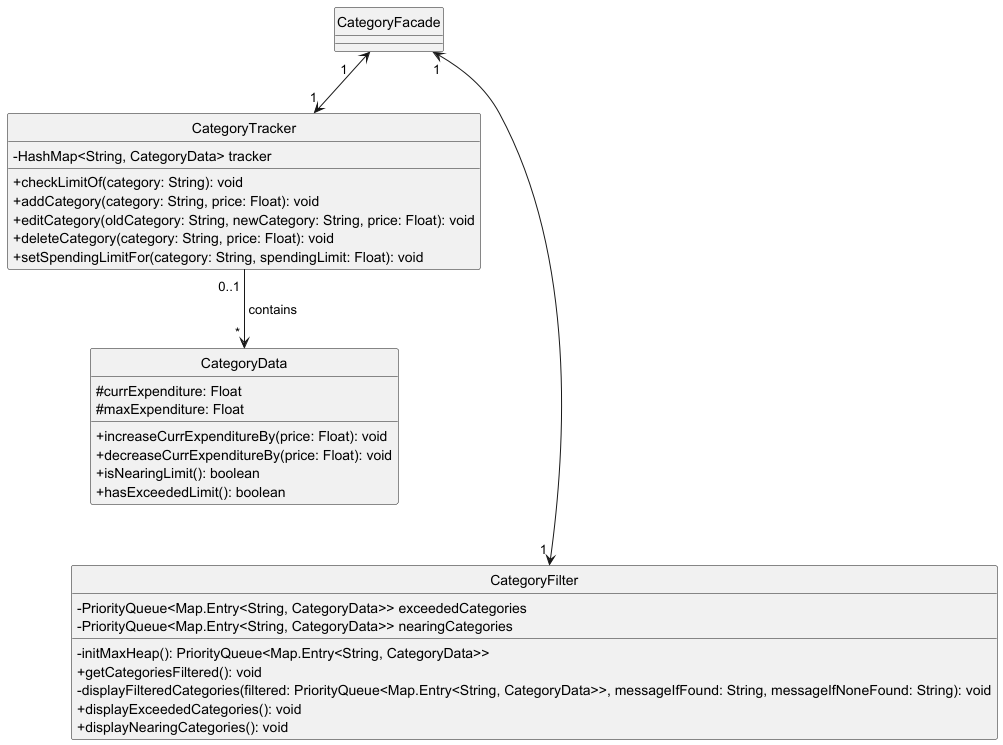 CategoryFacade
1
1
1
CategoryTracker
-HashMap<String, CategoryData> tracker
+checkLimitOf(category: String): void
+addCategory(category: String, price: Float): void
+editCategory(oldCategory: String, newCategory: String, price: Float): void
+deleteCategory(category: String, price: Float): void
+setSpendingLimitFor(category: String, spendingLimit: Float): void
0..1
contains
*
CategoryData
#currExpenditure: Float
#maxExpenditure: Float
+increaseCurrExpenditureBy(price: Float): void
+decreaseCurrExpenditureBy(price: Float): void
+isNearingLimit(): boolean
+hasExceededLimit(): boolean
1
CategoryFilter
-PriorityQueue<Map.Entry<String, CategoryData>> exceededCategories
-PriorityQueue<Map.Entry<String, CategoryData>> nearingCategories
-initMaxHeap(): PriorityQueue<Map.Entry<String, CategoryData>>
+getCategoriesFiltered(): void
-displayFilteredCategories(filtered: PriorityQueue<Map.Entry<String, CategoryData>>, messageIfFound: String, messageIfNoneFound: String): void
+displayExceededCategories(): void
+displayNearingCategories(): void